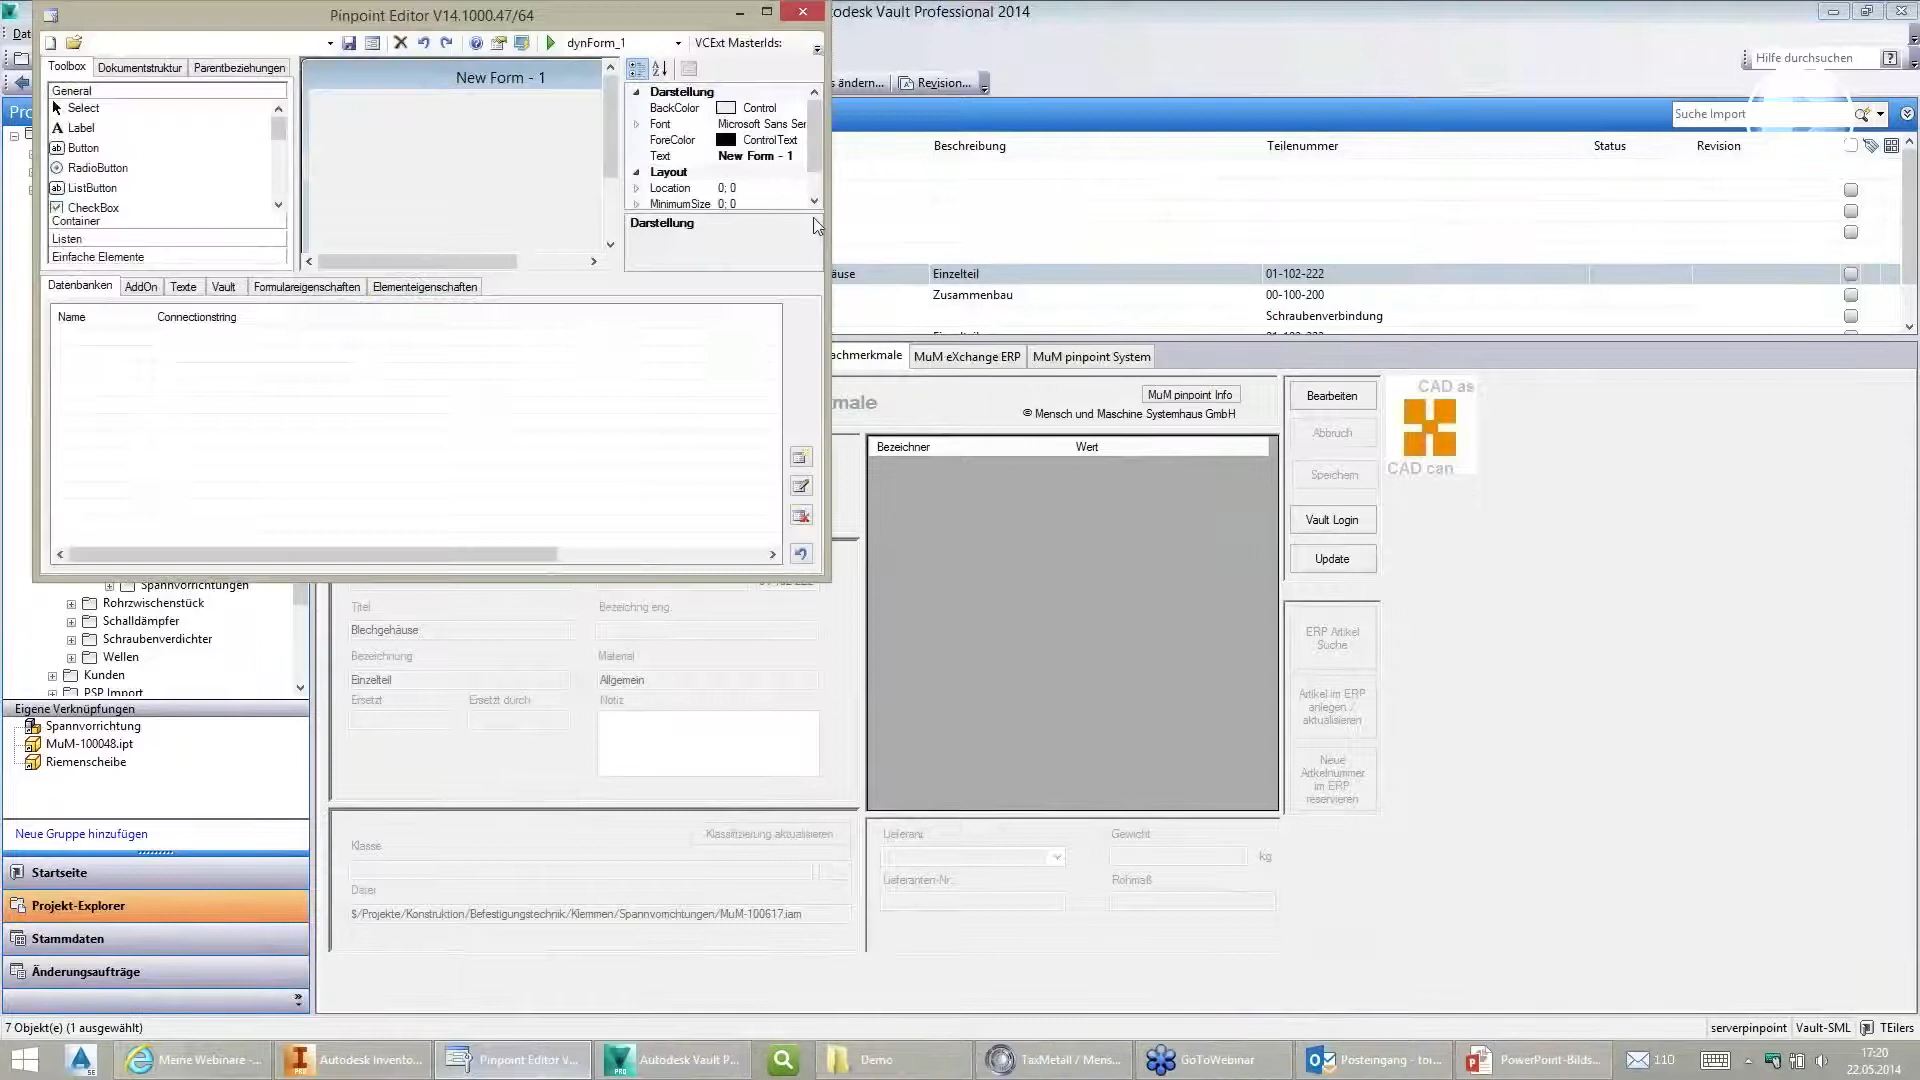 Pinpoint Editor V14.1000.47/64
Autodesk Vault Professional 2014
Dat
dynForm_1
VCExt MasterIds:
Hilfe durchsuchen
Toolbox
Dokumentstruktur
Parentbeziehungen
New Form - 1
ändern...
Revision...
General
Select
Label
Button
RadioButton
ListButton
CheckBox
Container
Listen
Einfache Elemente
Darstellung
BackColor Control
Font Microsoft Sans Ser
ForeColor ControlText
Text New Form - 1
Layout
Location 0; 0
MinimumSize 0; 0
Darstellung
Suche Import
Beschreibung Teilenummer Status Revision
äuse Einzelteil 01-102-222
Zusammenbau 00-100-200
Schraubenverbindung
Datenbanken
AddOn
Texte
Vault
Formulareigenschaften
Elementeigenschaften
Name Connectionstring
achmerkmale
MuM eXchange ERP
MuM pinpoint System
male
MuM pinpoint Info
© Mensch und Maschine Systemhaus GmbH
Bezeichner Wert
Bearbeiten
Abbruch
Speichern
Vault Login
Update
CAD as
CAD can
ERP Artikel
Suche
Artikel im ERP
anlegen /
aktualisieren
Neue
Artikelnummer
im ERP
reservieren
Spannvorrichtungen
Rohrzwischenstück
Schalldämpfer
Schraubenverdichter
Wellen
Kunden
PSP Import
Titel
Bezeichng eng.
Blechgehäuse
Bezeichnung
Material
Einzelteil
Allgemein
Ersetzt
Ersetzt durch
Notiz
Klasse
Klassifizierung aktualisieren
Datei
$/Projekte/Konstruktion/Befestigungstechnik/Klemmen/Spannvorrichtungen/MuM-100617.iam
Lieferant
Gewicht
kg
Lieferanten-Nr.:
Rohmaß
Eigene Verknüpfungen
Spannvorrichtung
MuM-100048.ipt
Riemenscheibe
Neue Gruppe hinzufügen
Startseite
Projekt-Explorer
Stammdaten
Änderungsaufträge
7 Objekt(e) (1 ausgewählt)
serverpinpoint Vault-SML TEilers
Meine Webinare -...
Autodesk Invento...
Pinpoint Editor V...
Autodesk Vault P...
Demo
TaxMetall / Mens...
GoToWebinar
Posteingang - toi...
PowerPoint-Bilds...
110
17:20
22.05.2014